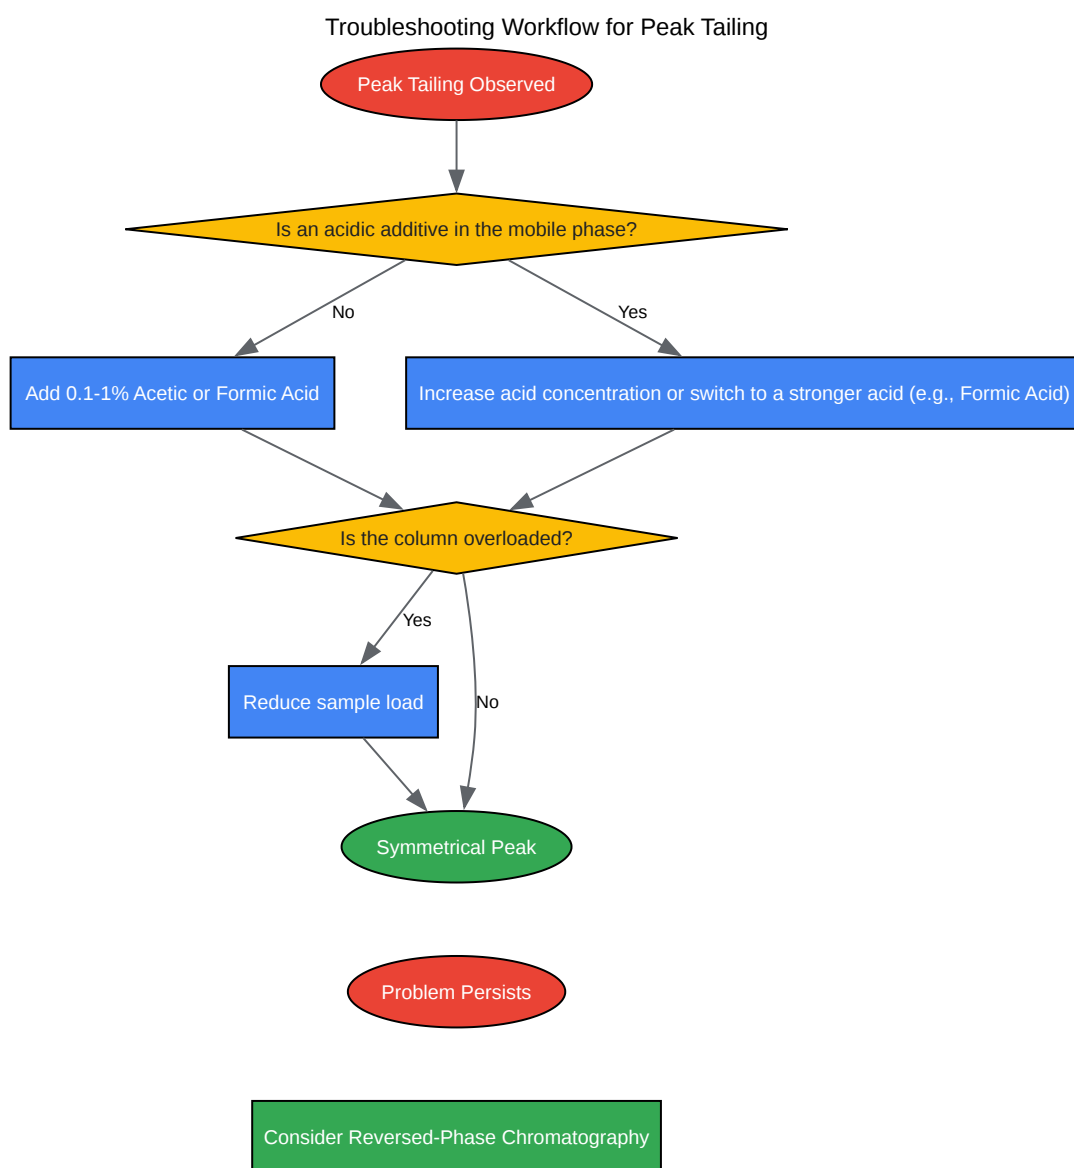 Troubleshooting Workflow for Peak Tailing
Peak Tailing Observed
Is an acidic additive in the mobile phase?
No
Yes
Add 0.1-1% Acetic or Formic Acid
Increase acid concentration or switch to a stronger acid (e.g., Formic Acid)
Is the column overloaded?
Yes
Reduce sample load
No
Symmetrical Peak
Problem Persists
Consider Reversed-Phase Chromatography